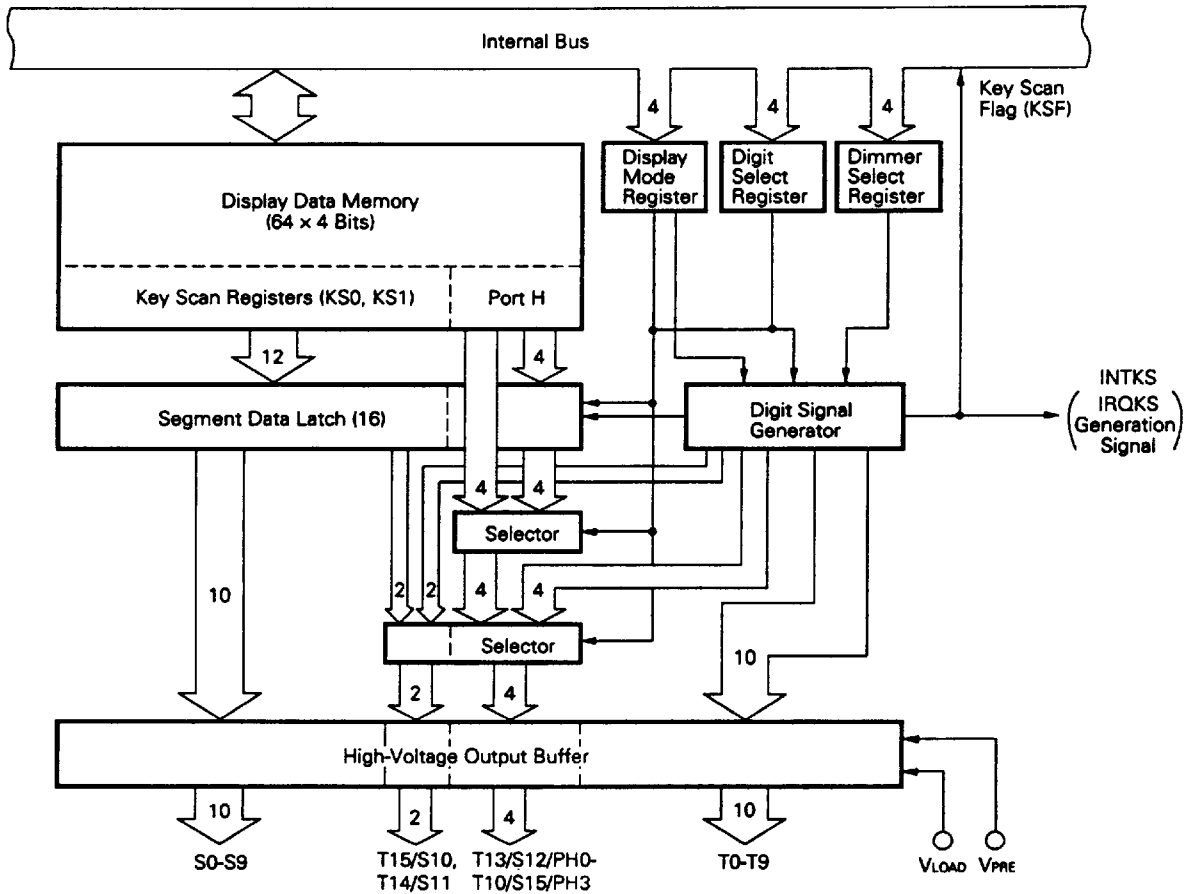 Internal Bus
Key Scan
Flag (KSF)
4
4
4
Display
Mode
Register
Digit
Select
Register
Dimmer
Select
Register
Display Data Memory
(64 × 4 Bits)
Key Scan Registers (KS0, KS1)
Port H
12
4
Segment Data Latch (16)
Digit Signal
Generator
INTKS
IRQKS
Generation
Signal
4
4
Selector
10
2
2
4
4
Selector
10
2
4
High-Voltage Output Buffer
10
2
4
10
S0-S9
T15/S10,
T14/S11
T13/S12/PH0-
T10/S15/PH3
T0-T9
VLOAD
VPRE